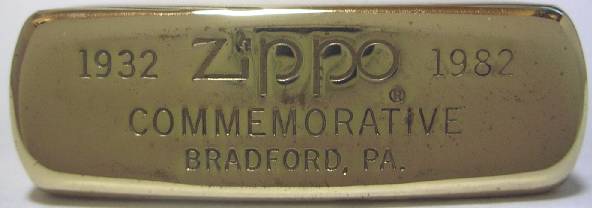 1932 Zippo 1982
®
COMMEMORATIVE
BRADFORD, PA.